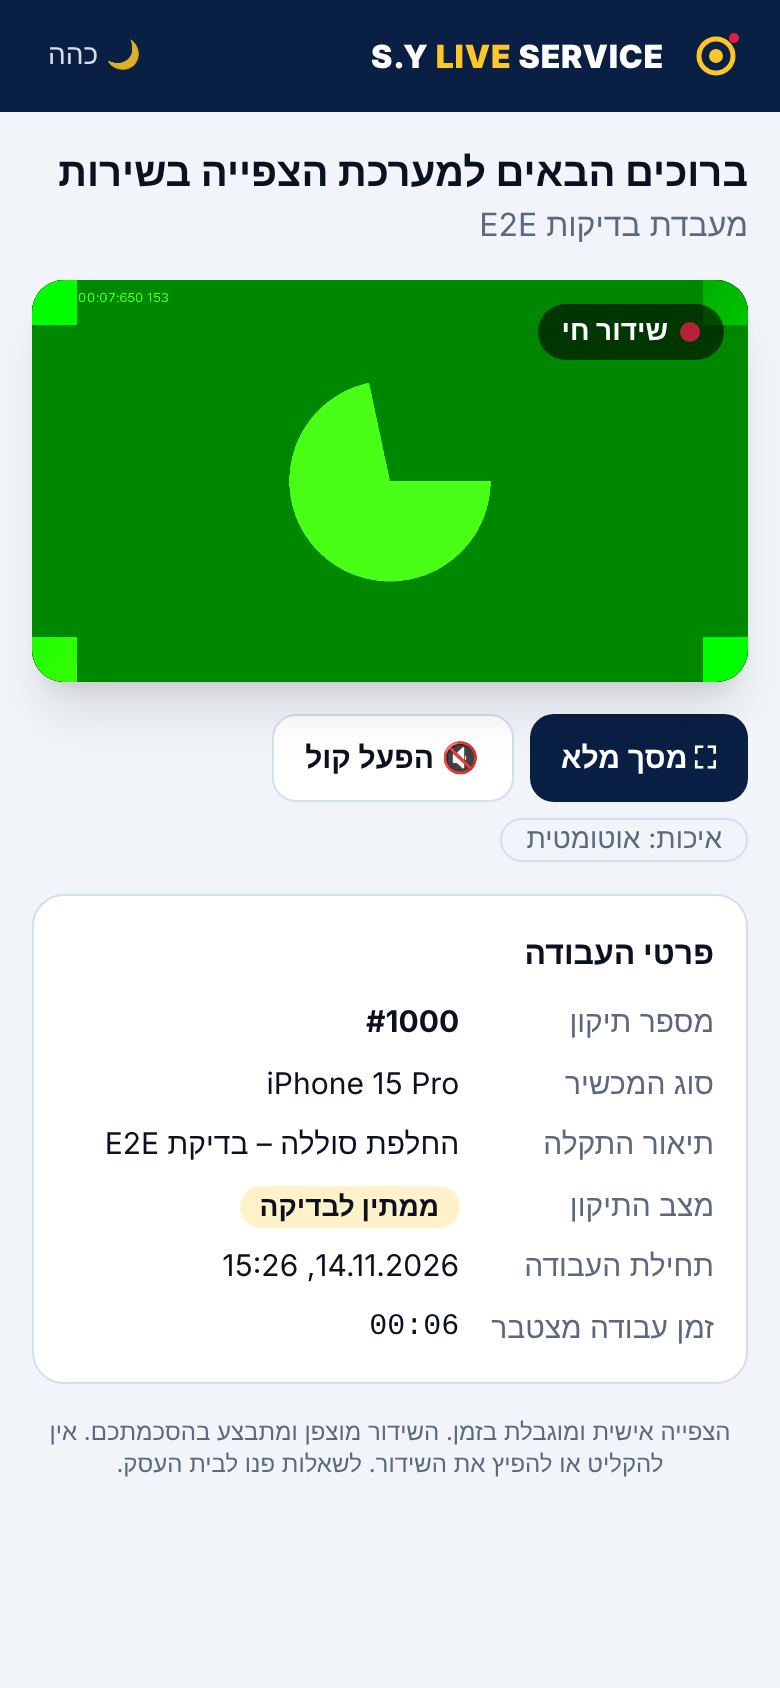 S.Y LIVE SERVICE
🌙 כהה
ברוכים הבאים למערכת הצפייה בשירות
מעבדת בדיקות E2E
00:07:650 153
שידור חי
מסך מלא
הפעל קול
איכות: אוטומטית
פרטי העבודה
מספר תיקון #1000
סוג המכשיר iPhone 15 Pro
תיאור התקלה החלפת סוללה – בדיקת E2E
מצב התיקון ממתין לבדיקה
תחילת העבודה 14.11.2026, 15:26
זמן עבודה מצטבר 00:06
הצפייה אישית ומוגבלת בזמן. השידור מוצפן ומתבצע בהסכמתכם. אין
להקליט או להפיץ את השידור. לשאלות פנו לבית העסק.